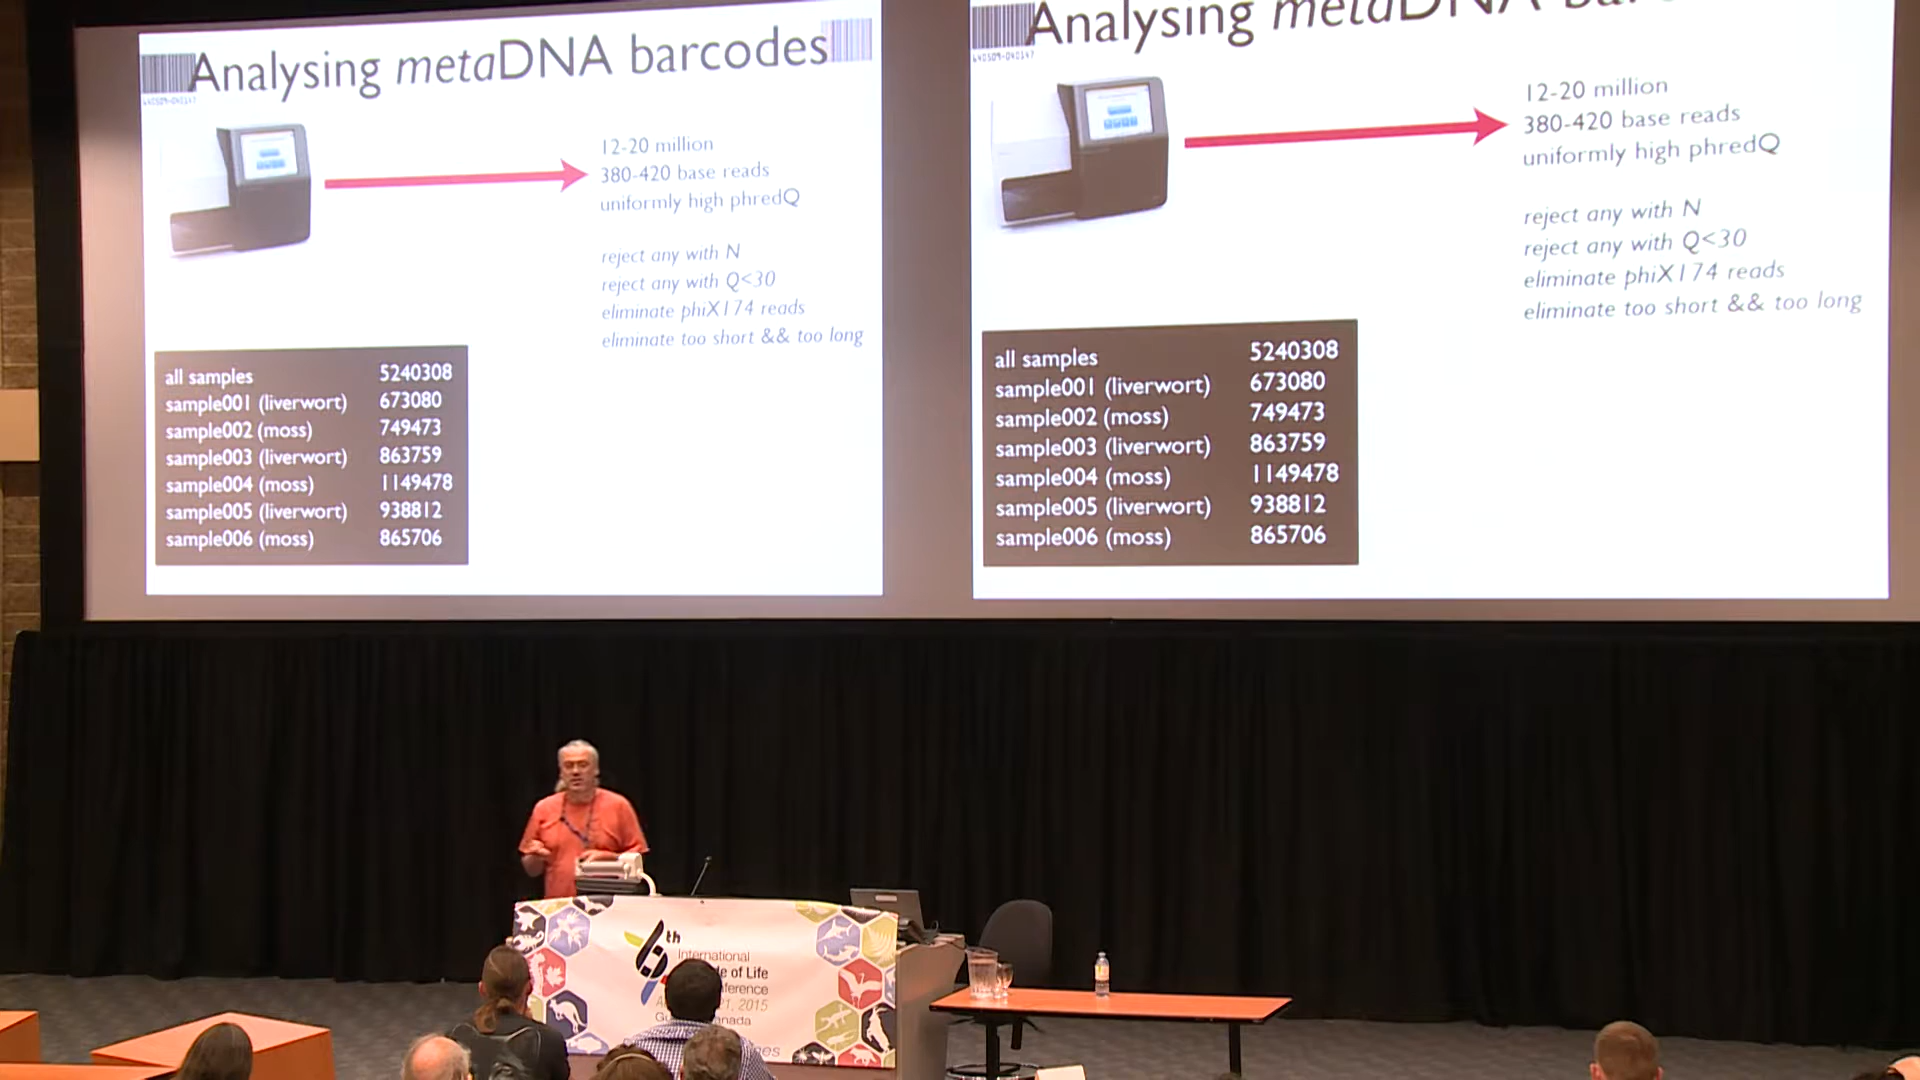 Analysing metaDNA barcodes
12-20 million
380-420 base reads
uniformly high phredQ
reject any with N
reject any with Q<30
eliminate phiX174 reads
eliminate too short && too long
all samples 5240308
sample001 (liverwort) 673080
sample002 (moss) 749473
sample003 (liverwort) 863759
sample004 (moss) 1149478
sample005 (liverwort) 938812
sample006 (moss) 865706
Analysing metaDNA
12-20 million
380-420 base reads
uniformly high phredQ
reject any with N
reject any with Q<30
eliminate phiX174 reads
eliminate too short && too long
all samples 5240308
sample001 (liverwort) 673080
sample002 (moss) 749473
sample003 (liverwort) 863759
sample004 (moss) 1149478
sample005 (liverwort) 938812
sample006 (moss) 865706
6th
International
of Life
2015